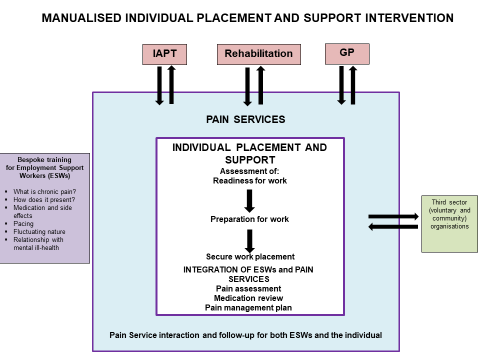 MANUALISED INDIVIDUAL PLACEMENT AND SUPPORT INTERVENTION
IAPT
Rehabilitation
GP
PAIN SERVICES
INDIVIDUAL PLACEMENT AND
SUPPORT
Assessment of:
Readiness for work
Preparation for work
Secure work placement
INTEGRATION OF ESWs and PAIN
SERVICES
Pain assessment
Medication review
Pain management plan
Pain Service interaction and follow-up for both ESWs and the individual
Bespoke training
for Employment Support
Workers (ESWs)
• What is chronic pain?
• How does it present?
• Medication and side
effects
• Pacing
• Fluctuating nature
• Relationship with
mental ill-health
Third sector
(voluntary and
community)
organisations